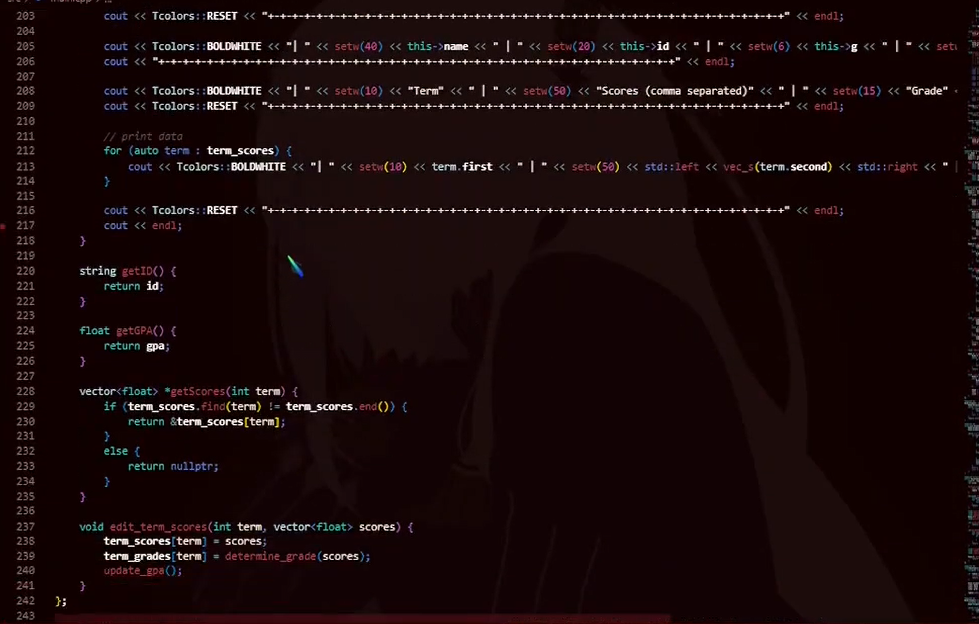 203 cout << Tcolors::RESET << "+-+-+-+-+-+-+-+-+-+-+-+-+-+-+-+-+-+-+-+-+-+-+-+-+-+-+-+-+-+-+-+-+-+-+-+-+-+-+-+-+-+-+-+" << endl;
204
205 cout << Tcolors::BOLDWHITE << "| " << setw(40) << this->name << " | " << setw(20) << this->id << " | " << setw(6) << this->g << " | " << setw
206 cout << "+-+-+-+-+-+-+-+-+-+-+-+-+-+-+-+-+-+-+-+-+-+-+-+-+-+-+-+-+-+-+-+-+-+-+-+-+-+-+-+-+-+-+-+" << endl;
207
208 cout << Tcolors::BOLDWHITE << "| " << setw(10) << "Term" << " | " << setw(50) << "Scores (comma separated)" << " | " << setw(15) << "Grade" <
209 cout << Tcolors::RESET << "+-+-+-+-+-+-+-+-+-+-+-+-+-+-+-+-+-+-+-+-+-+-+-+-+-+-+-+-+-+-+-+-+-+-+-+-+-+-+-+-+-+-+-+" << endl;
210
211 // print data
212 for (auto term : term_scores) {
213 cout << Tcolors::BOLDWHITE << "| " << setw(10) << term.first << " | " << setw(50) << std::left << vec_s(term.second) << std::right << " |
214 }
215
216 cout << Tcolors::RESET << "+-+-+-+-+-+-+-+-+-+-+-+-+-+-+-+-+-+-+-+-+-+-+-+-+-+-+-+-+-+-+-+-+-+-+-+-+-+-+-+-+-+-+-+" << endl;
217 cout << endl;
218 }
219
220 string getID() {
221 return id;
222 }
223
224 float getGPA() {
225 return gpa;
226 }
227
228 vector<float> *getScores(int term) {
229 if (term_scores.find(term) != term_scores.end()) {
230 return &term_scores[term];
231 }
232 else {
233 return nullptr;
234 }
235 }
236
237 void edit_term_scores(int term, vector<float> scores) {
238 term_scores[term] = scores;
239 term_grades[term] = determine_grade(scores);
240 update_gpa();
241 }
242 };
243